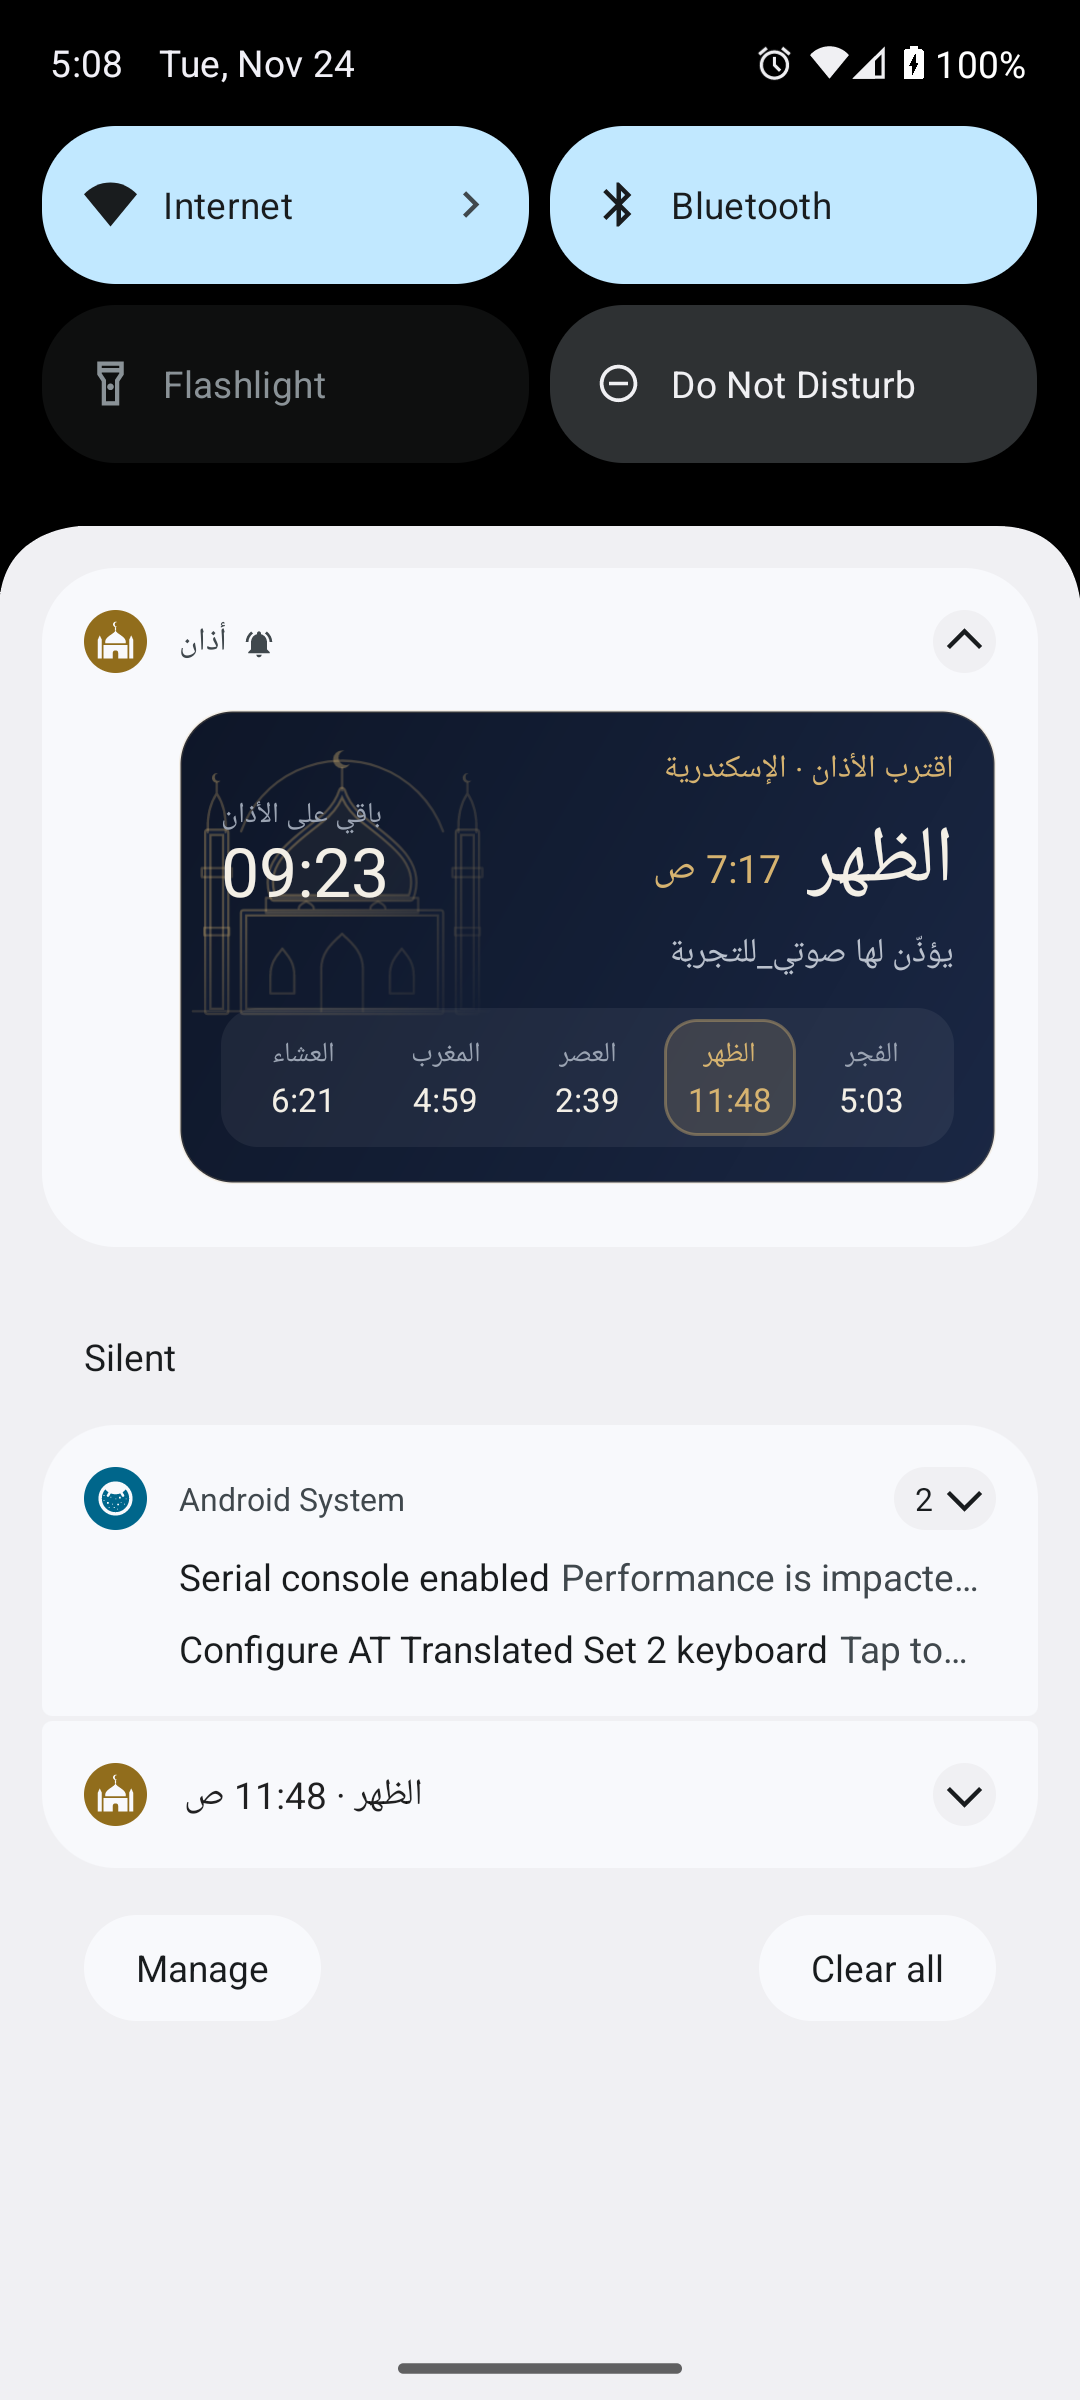 5:08 Tue, Nov 24 100%
Internet
Bluetooth
Flashlight
Do Not Disturb
أذان
اقترب الأذان · الإسكندرية
باقي على الأذان
الظهر 7:17 ص
09:23
يؤذّن لها صوتي_للتجربة
الفجر الظهر العصر المغرب العشاء
5:03 11:48 2:39 4:59 6:21
Silent
Android System 2
Serial console enabled Performance is impacte…
Configure AT Translated Set 2 keyboard Tap to…
الظهر · 11:48 ص
Manage
Clear all